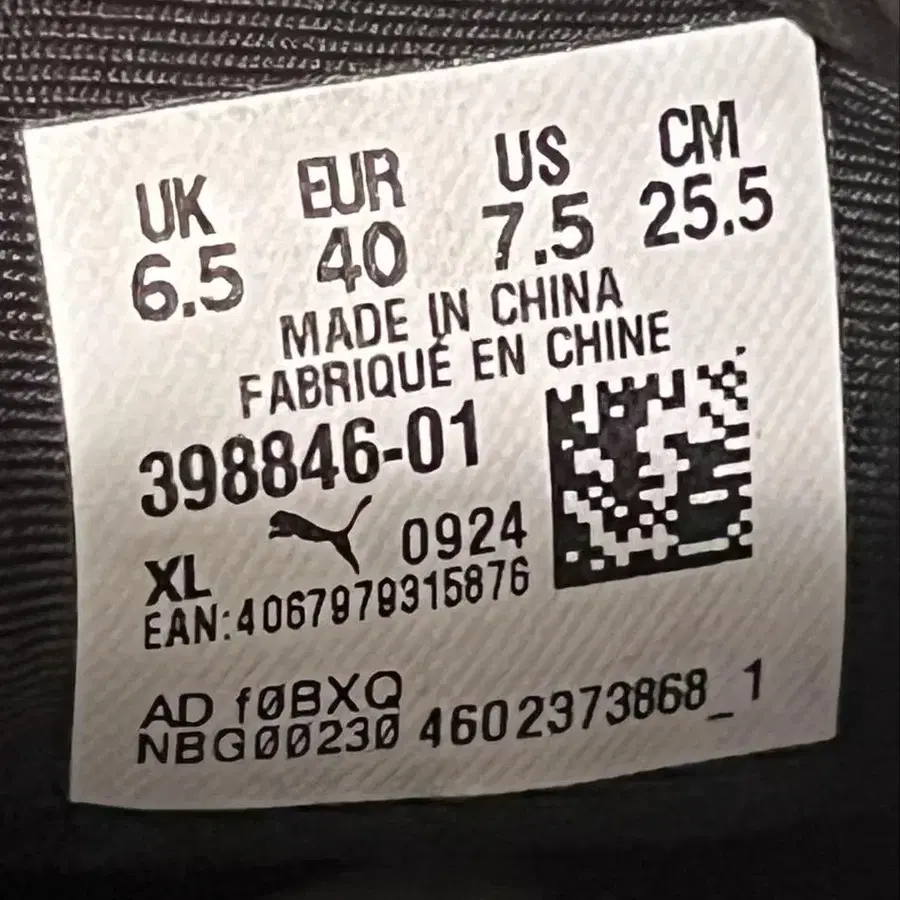 UK EUR US CM
6.5 40 7.5 25.5
MADE IN CHINA
FABRIQUÉ EN CHINE
398846-01
XL 0924
EAN:4067979315876
AD f0BXQ
NBG00230 4602373868_1